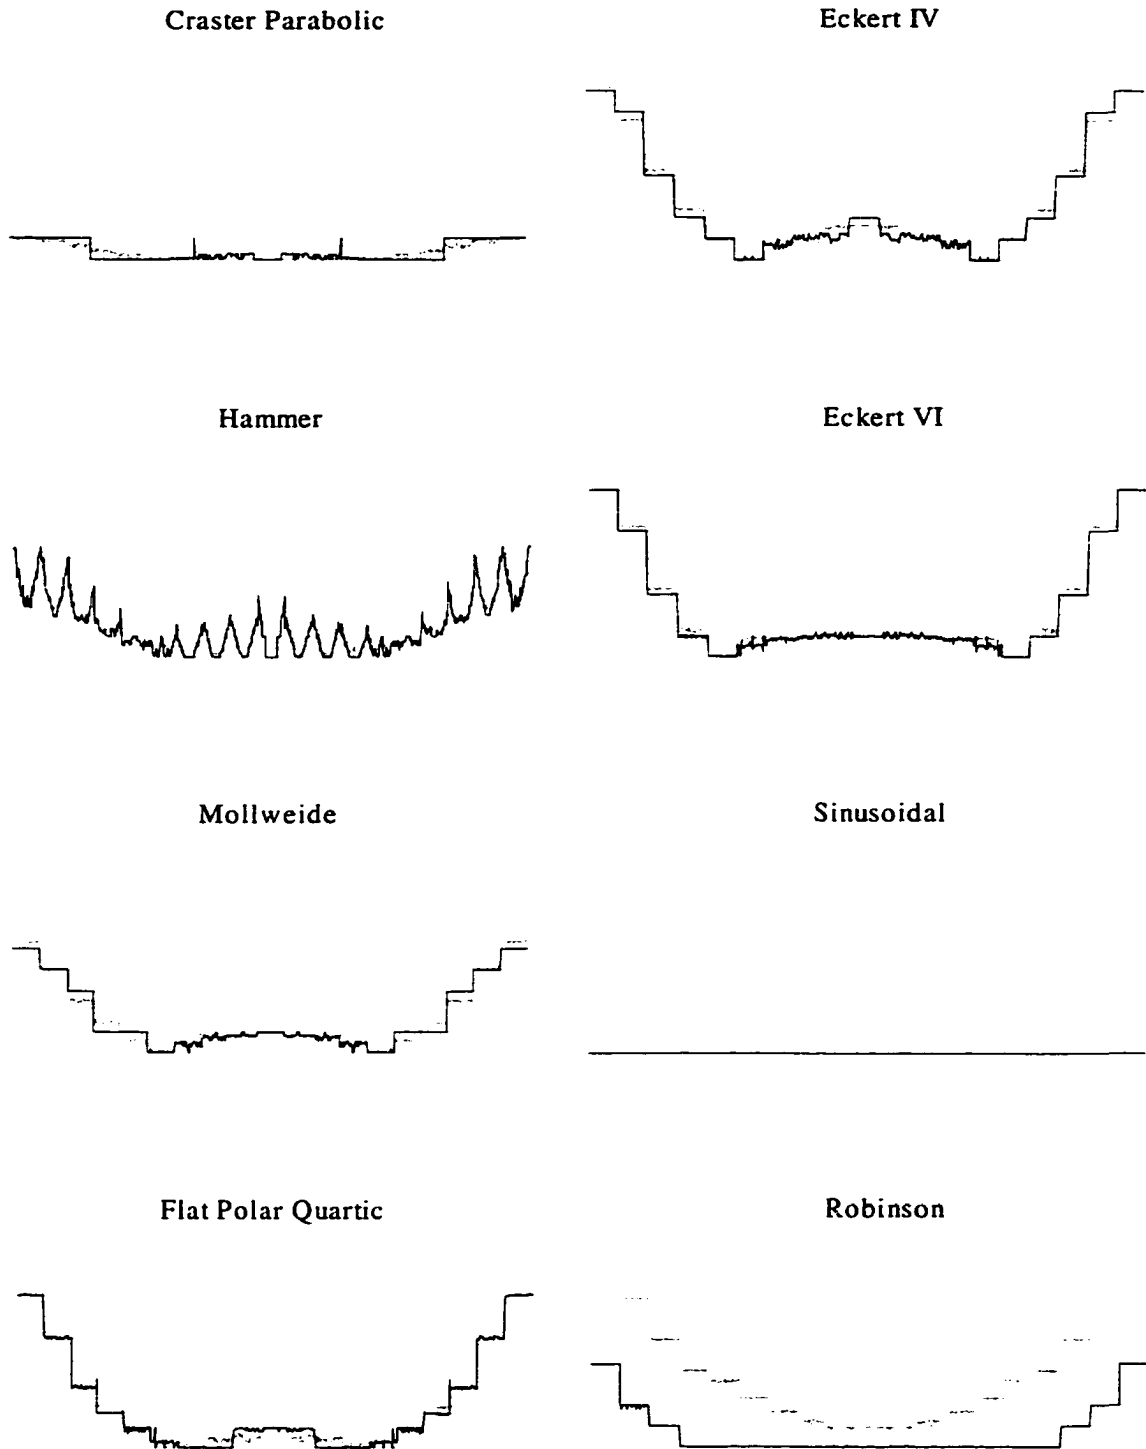 Craster Parabolic
Eckert IV
Hammer
Eckert VI
Mollweide
Sinusoidal
Flat Polar Quartic
Robinson